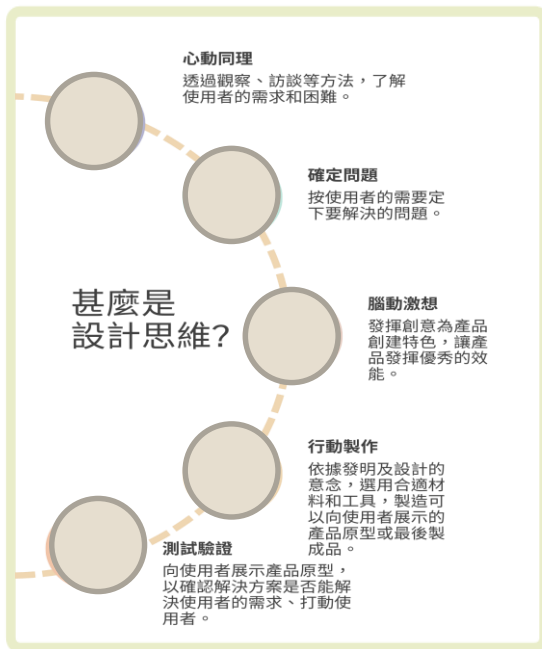 心動同理
透過觀察、訪談等方法，了解
使用者的需求和困難。
確定問題
按使用者的需要定
下要解決的問題。
甚麼是
設計思維?
腦動激想
發揮創意為產品
創建特色，讓產
品發揮優秀的效
能。
行動製作
依據發明及設計的
意念，選用合適材
料和工具，製造可
以向使用者展示的
產品原型或最後製
成品。
測試驗證
向使用者展示產品原型，
以確認解決方案是否能解
決使用者的需求、打動使
用者。